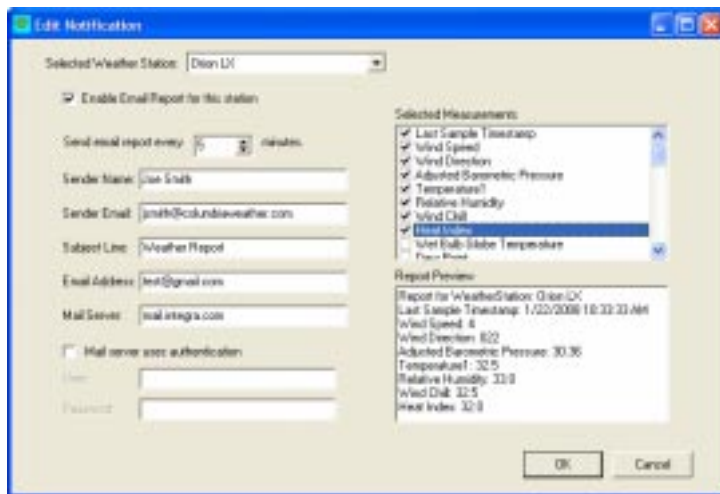 Edit Notification
Selected Weather Station: Orion LX
Enable Email Report for this station
Send email report every: 5 minutes.
Sender Name: Joe Smith
Sender Email: jsmith@columbiaweather.com
Subject Line: Weather Report
Email Address: test@gmail.com
Mail Server: mail.integra.com
Mail server uses authentication
User:
Password:
Selected Measurements
Last Sample Timestamp
Wind Speed
Wind Direction
Adjusted Barometric Pressure
Temperature1
Relative Humidity
Wind Chill
Heat Index
Wet Bulb Globe Temperature
Dew Point
Report Preview
Report for WeatherStation: Orion LX
Last Sample Timestamp: 1/22/2008 10:33:33 AM
Wind Speed: 4
Wind Direction: 022
Adjusted Barometric Pressure: 30.36
Temperature1: 32.5
Relative Humidity: 33.0
Wind Chill: 32.5
Heat Index: 32.0
OK
Cancel